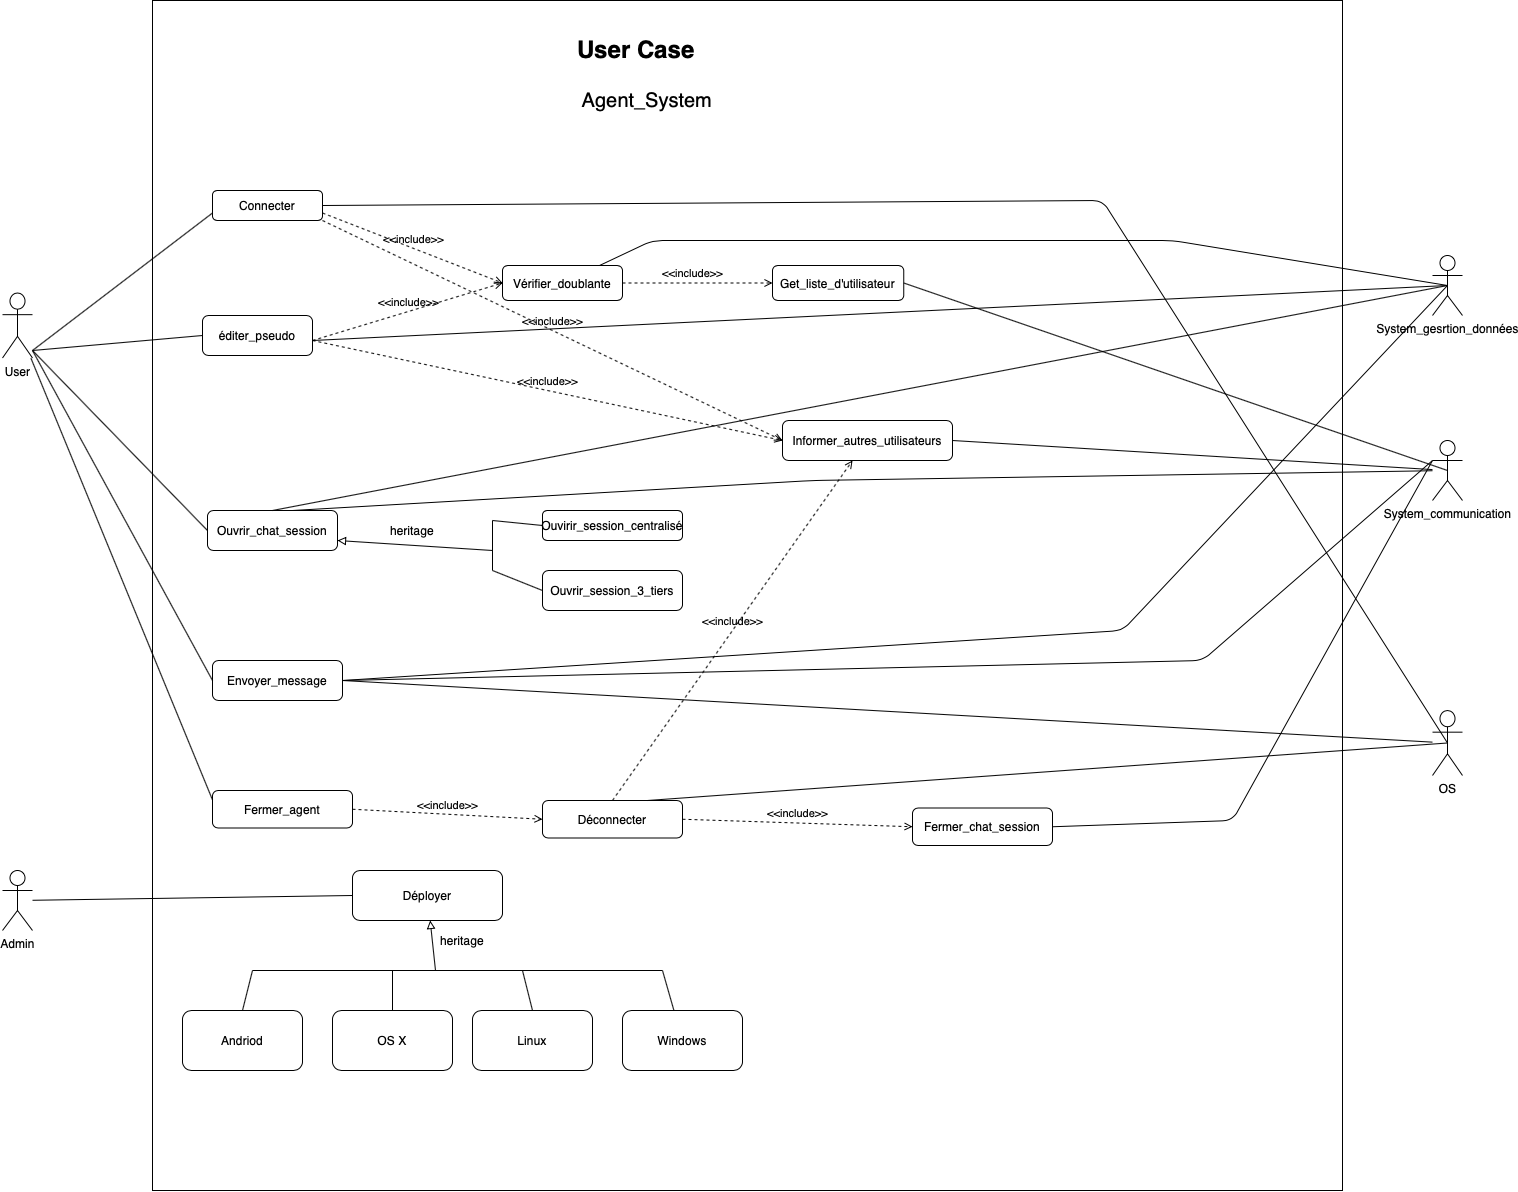 User Case
Agent_System
Connecter
<<include>>
Vérifier_doublante
<<include>>
Get_liste_d'utilisateur
<<include>>
éditer_pseudo
<<include>>
System_gesrtion_données
User
<<include>>
Informer_autres_utilisateurs
System_communication
Ouvrir_chat_session
heritage
Ouvirir_session_centralisé
Ouvrir_session_3_tiers
<<include>>
Envoyer_message
OS
Fermer_agent
<<include>>
Déconnecter
<<include>>
Fermer_chat_session
Déployer
Admin
heritage
Andriod
OS X
Linux
Windows